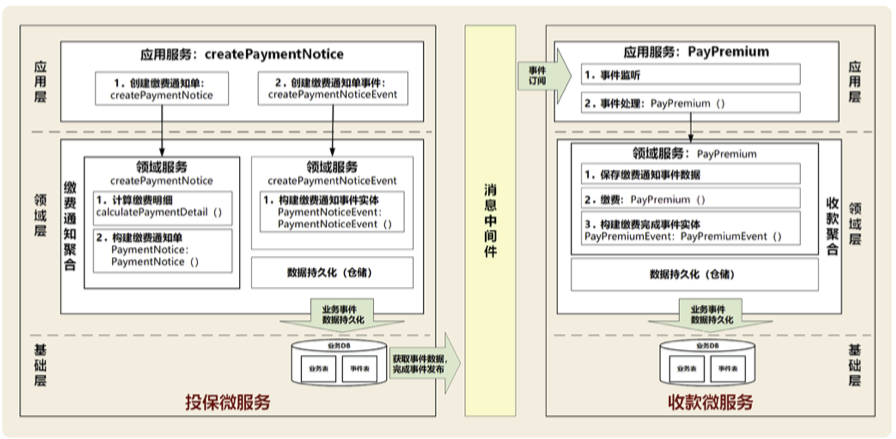 应用层
应用服务：createPaymentNotice
1．创建缴费通知单：
createPaymentNotice
2．创建缴费通知单事件：
createPaymentNoticeEvent
领域层
缴费通知聚合
领域服务
createPaymentNotice
1．计算缴费明细
calculatePaymentDetail（）
2．构建缴费通知单
PaymentNotice：
PaymentNotice（）
领域服务
createPaymentNoticeEvent
1．构建缴费通知事件实体
PaymentNoticeEvent：
PaymentNoticeEvent（）
数据持久化（仓储）
业务事件
数据持久化
基础层
业务DB
业务表
事件表
获取事件数据，
完成事件发布
投保微服务
消息中间件
事件
订阅
应用服务：PayPremium
1．事件监听
2．事件处理：PayPremium（）
应用层
领域服务：PayPremium
1．保存缴费通知事件数据
2．缴费：PayPremium（）
3．构建缴费完成事件实体
PayPremiumEvent：PayPremiumEvent（）
数据持久化（仓储）
收款聚合
领域层
业务事件
数据持久化
业务DB
业务表
事件表
基础层
收款微服务